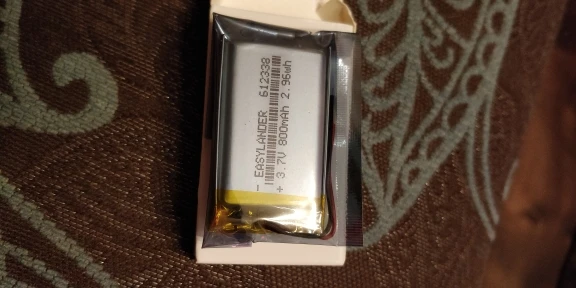 - EASYLANDER 612338
+ 3.7V 800mAh 2.96wh